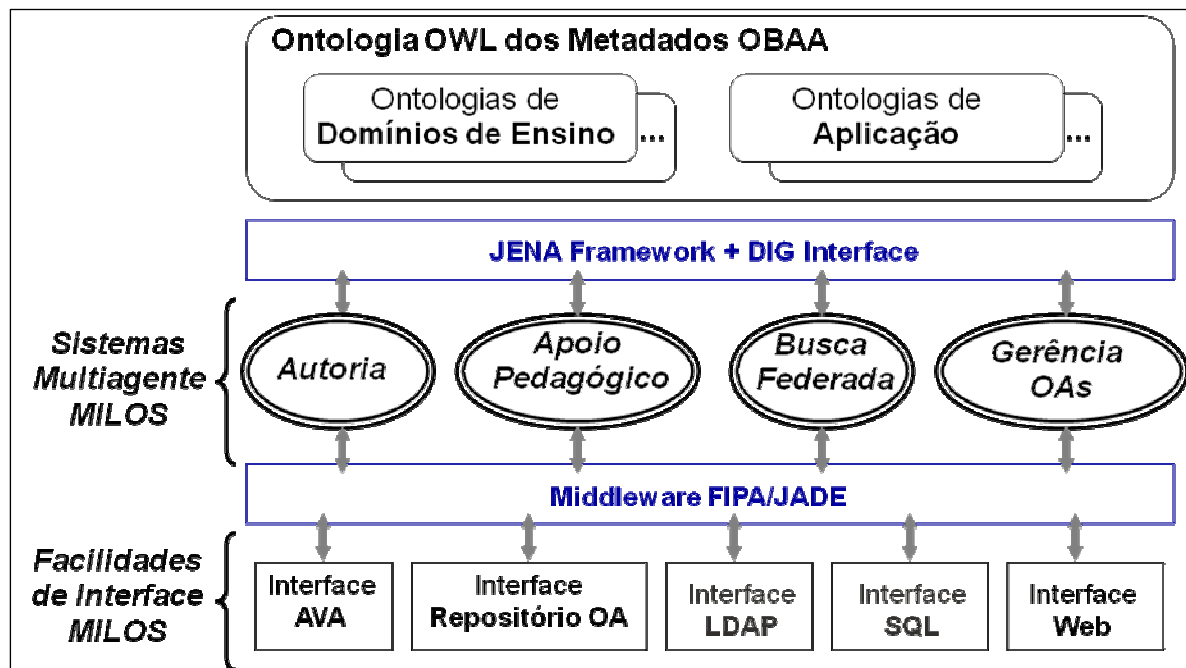 Ontologia OWL dos Metadados OBAA
Ontologias de
Domínios de Ensino
...
Ontologias de
Aplicação
...
JENA Framework + DIG Interface
Sistemas
Multiagente
MILOS
Autoria
Apoio
Pedagógico
Busca
Federada
Gerência
OAs
Middleware FIPA/JADE
Facilidades
de Interface
MILOS
Interface
AVA
Interface
Repositório OA
Interface
LDAP
Interface
SQL
Interface
Web